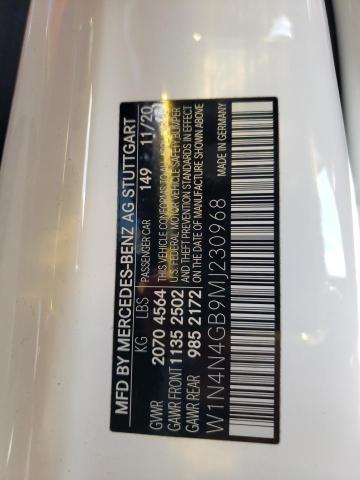 MFD BY MERCEDES-BENZ AG STUTTGART
KG LBS PASSENGER CAR 149 11/20
GVWR 2070 4564 THIS VEHICLE CONFORMS TO ALL
GAWR FRONT 1135 2502 U.S. FEDERAL MOTOR VEHICLE SAFETY BUMPER
AND THEFT PREVENTION STANDARDS IN EFFECT
GAWR REAR 985 2172 ON THE DATE OF MANUFACTURE SHOWN ABOVE
W1N4N4GB9MJ230968 MADE IN GERMANY